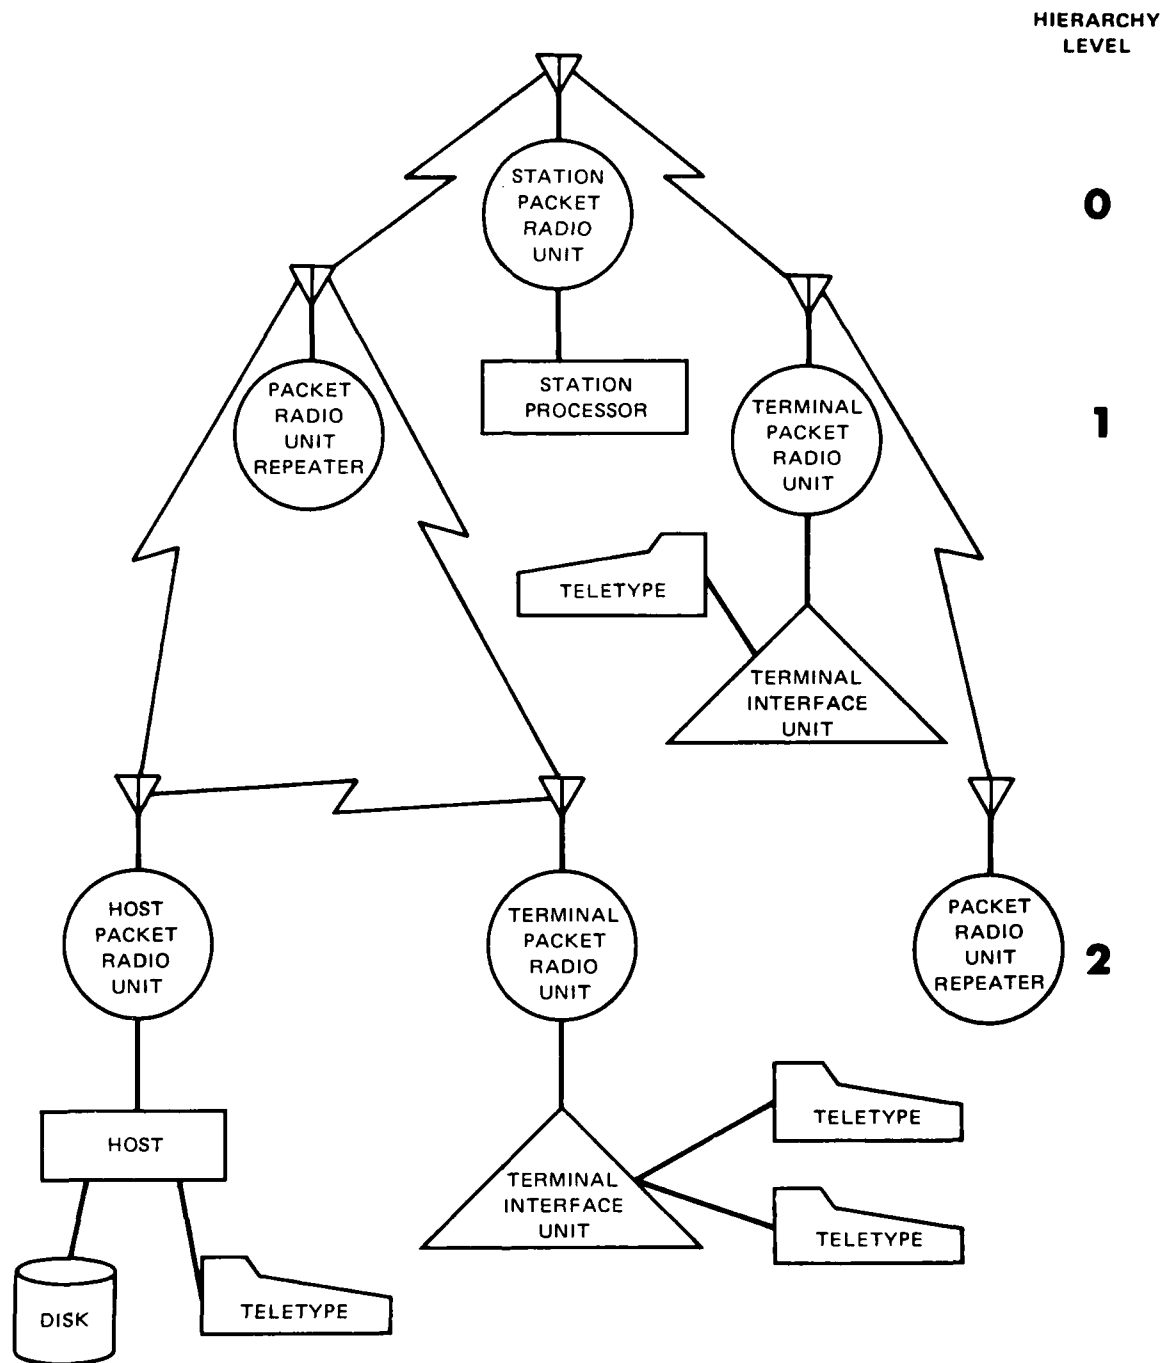 HIERARCHY
LEVEL
STATION
PACKET
RADIO
UNIT
0
PACKET
RADIO
UNIT
REPEATER
STATION
PROCESSOR
TERMINAL
PACKET
RADIO
UNIT
1
TELETYPE
TERMINAL
INTERFACE
UNIT
HOST
PACKET
RADIO
UNIT
TERMINAL
PACKET
RADIO
UNIT
PACKET
RADIO
UNIT
REPEATER
2
HOST
TERMINAL
INTERFACE
UNIT
TELETYPE
TELETYPE
DISK
TELETYPE